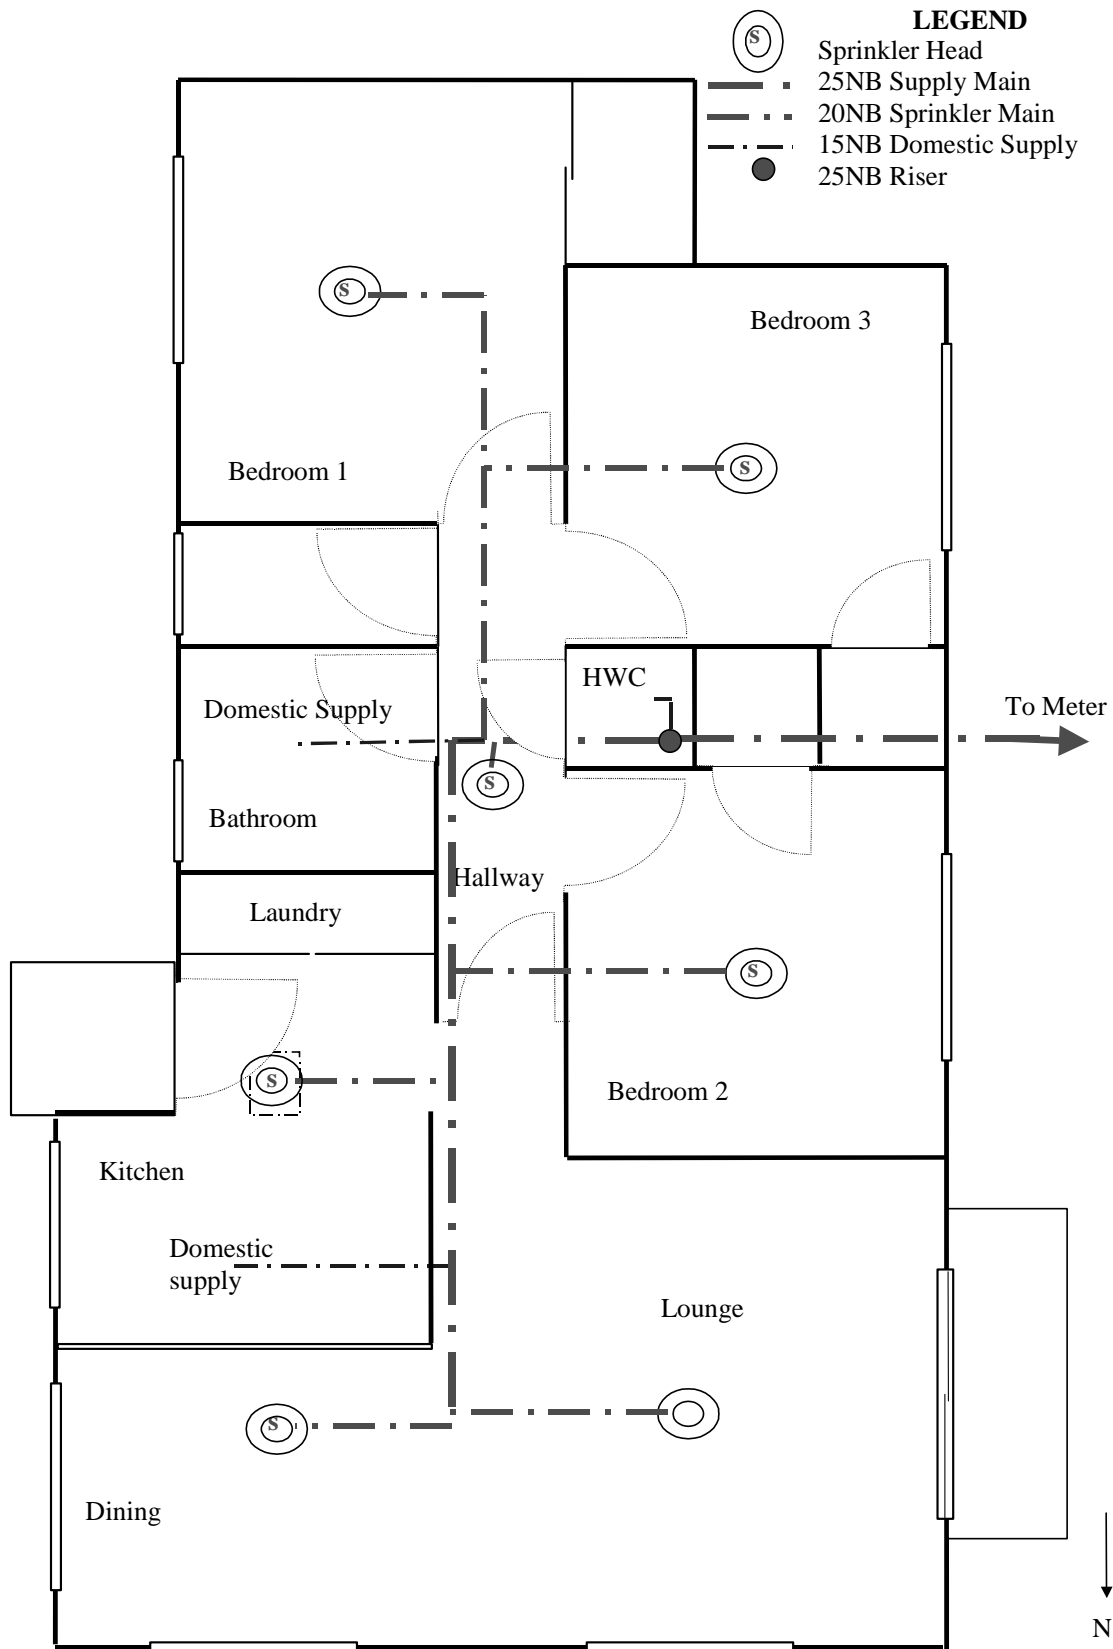 LEGEND
S
Sprinkler Head
25NB Supply Main
20NB Sprinkler Main
15NB Domestic Supply
25NB Riser
S
Bedroom 3
Bedroom 1
S
HWC
Domestic Supply
To Meter
S
Bathroom
Hallway
Laundry
S
S
Bedroom 2
Kitchen
Domestic
supply
Lounge
S
Dining
N